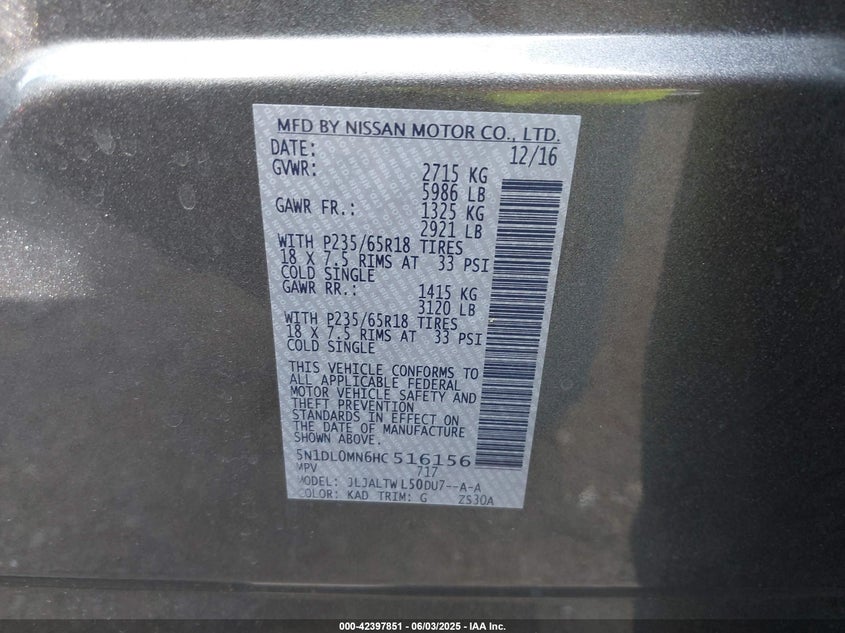 MFD BY NISSAN MOTOR CO., LTD.
DATE: 12/16
GVWR: 2715 KG
5986 LB
GAWR FR.: 1325 KG
2921 LB
WITH P235/65R18 TIRES
18 X 7.5 RIMS AT 33 PSI
COLD SINGLE
GAWR RR.: 1415 KG
3120 LB
WITH P235/65R18 TIRES
18 X 7.5 RIMS AT 33 PSI
COLD SINGLE
THIS VEHICLE CONFORMS TO
ALL APPLICABLE FEDERAL
MOTOR VEHICLE SAFETY AND
THEFT PREVENTION
STANDARDS IN EFFECT ON
THE DATE OF MANUFACTURE
SHOWN ABOVE.
5N1DL0MN6HC516156
MPV 717
MODEL: JLJALTWL50DU7--A-A
COLOR: KAD TRIM: G ZS30A
000-42397851 | 06/03/2025 - IAA Inc.